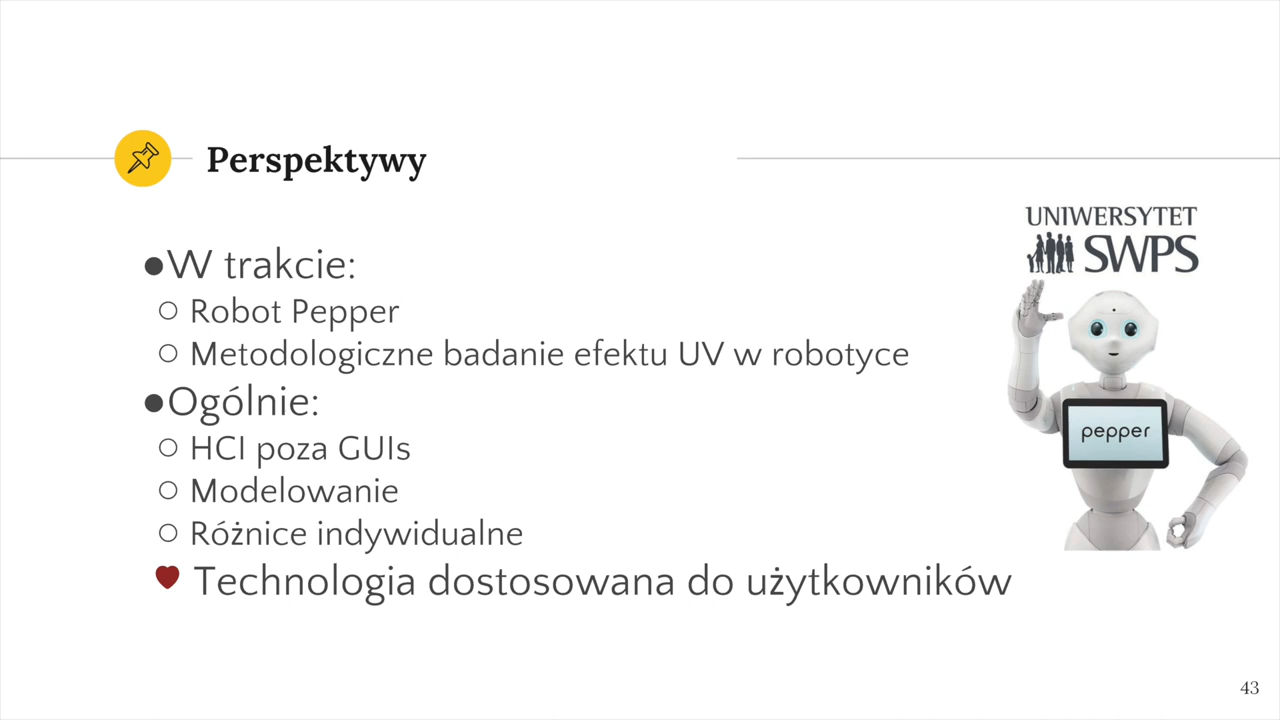 Perspektywy
UNIWERSYTET
SWPS
●W trakcie:
○ Robot Pepper
○ Metodologiczne badanie efektu UV w robotyce
●Ogólnie:
○ HCI poza GUIs
○ Modelowanie
○ Różnice indywidualne
Technologia dostosowana do użytkowników
pepper
43